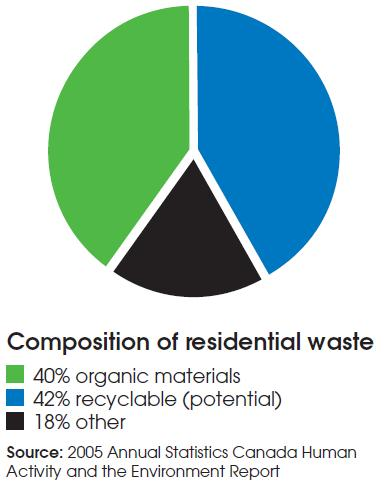 Composition of residential waste
40% organic materials
42% recyclable (potential)
18% other
Source: 2005 Annual Statistics Canada Human
Activity and the Environment Report